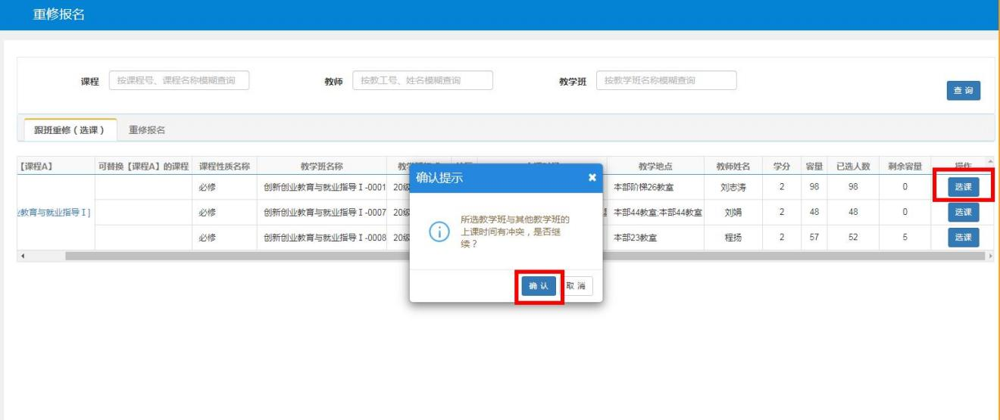 重修报名
课程 按课程号、课程名称模糊查询 教师 按教工号、姓名模糊查询 教学班 按教学班名称模糊查询
查 询
跟班重修(选课) 重修报名
【课程A】 可替换【课程A】的课程 课程性质名称 教学班名称 教学地点 教师姓名 学分 容量 已选人数 剩余容量 操作
必修 创新创业教育与就业指导Ⅰ-0001 20级 本部阶梯26教室 刘志涛 2 98 98 0 选课
教育与就业指导Ⅰ] 必修 创新创业教育与就业指导Ⅰ-0007 20级 本部44教室;本部44教室 刘娟 2 48 48 0 选课
必修 创新创业教育与就业指导Ⅰ-0008 20级 本部23教室 程扬 2 57 52 5 选课
确认提示 ×
所选教学班与其他教学班的
上课时间有冲突,是否继
续?
确 认 取 消